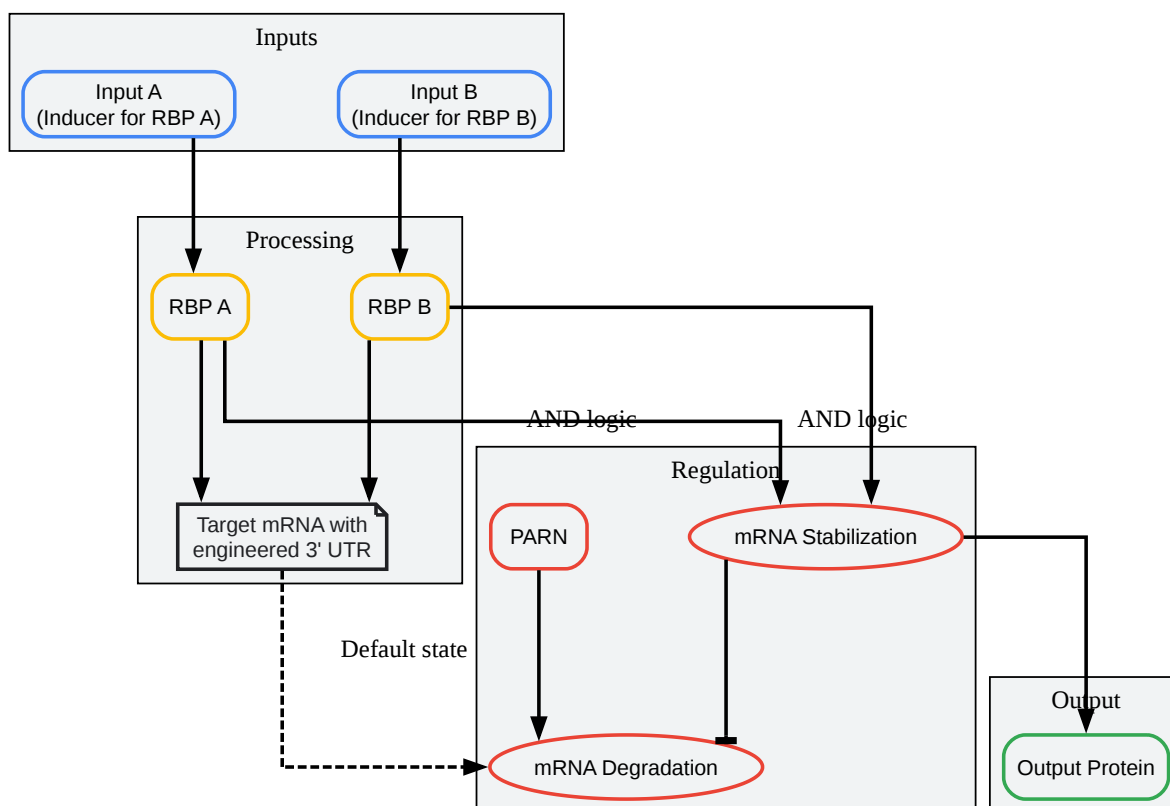 Inputs
Input A
(Inducer for RBP A)
Input B
(Inducer for RBP B)
Processing
RBP A
RBP B
AND logic
AND logic
Regulation
Target mRNA with
engineered 3' UTR
PARN
mRNA Stabilization
Default state
Output
mRNA Degradation
Output Protein